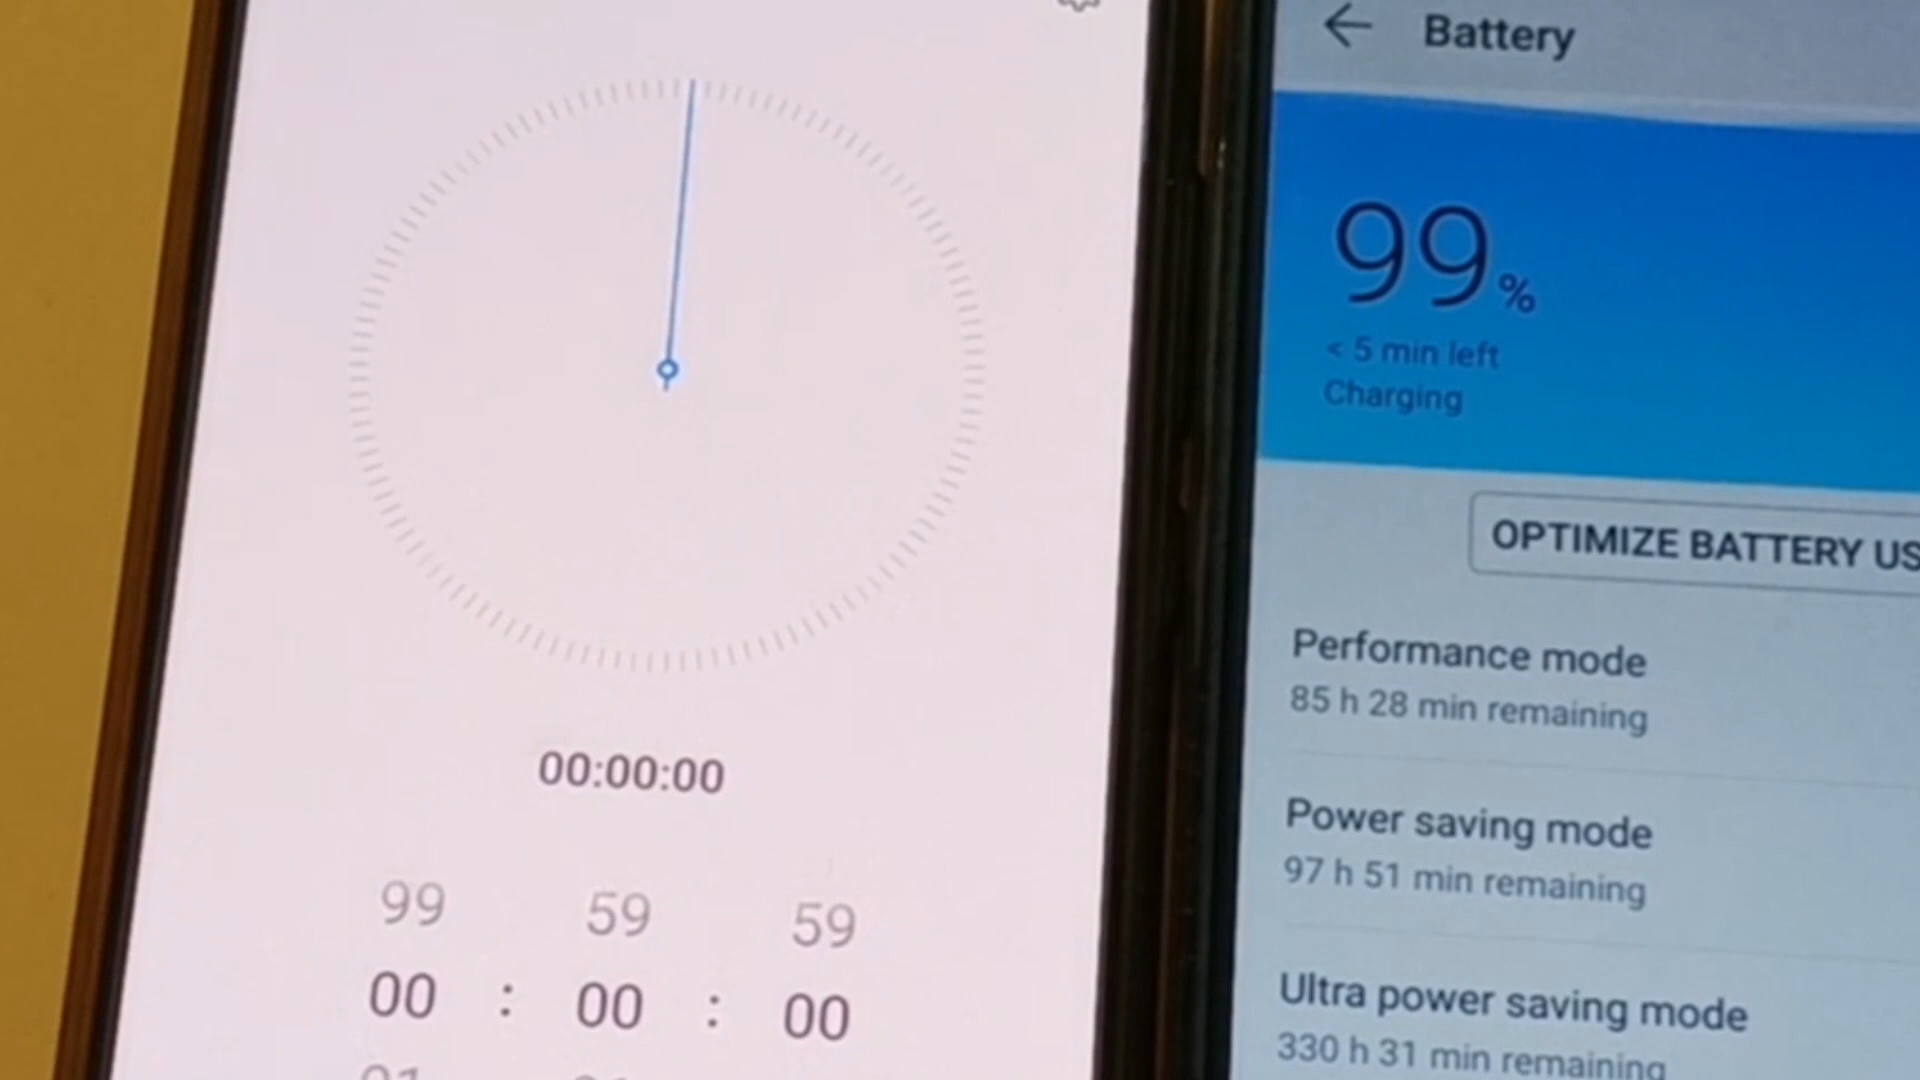 00:00:00
99 59 59
00 : 00 : 00
Battery
99%
< 5 min left
Charging
OPTIMIZE BATTERY US
Performance mode
85 h 28 min remaining
Power saving mode
97 h 51 min remaining
Ultra power saving mode
330 h 31 min remaining